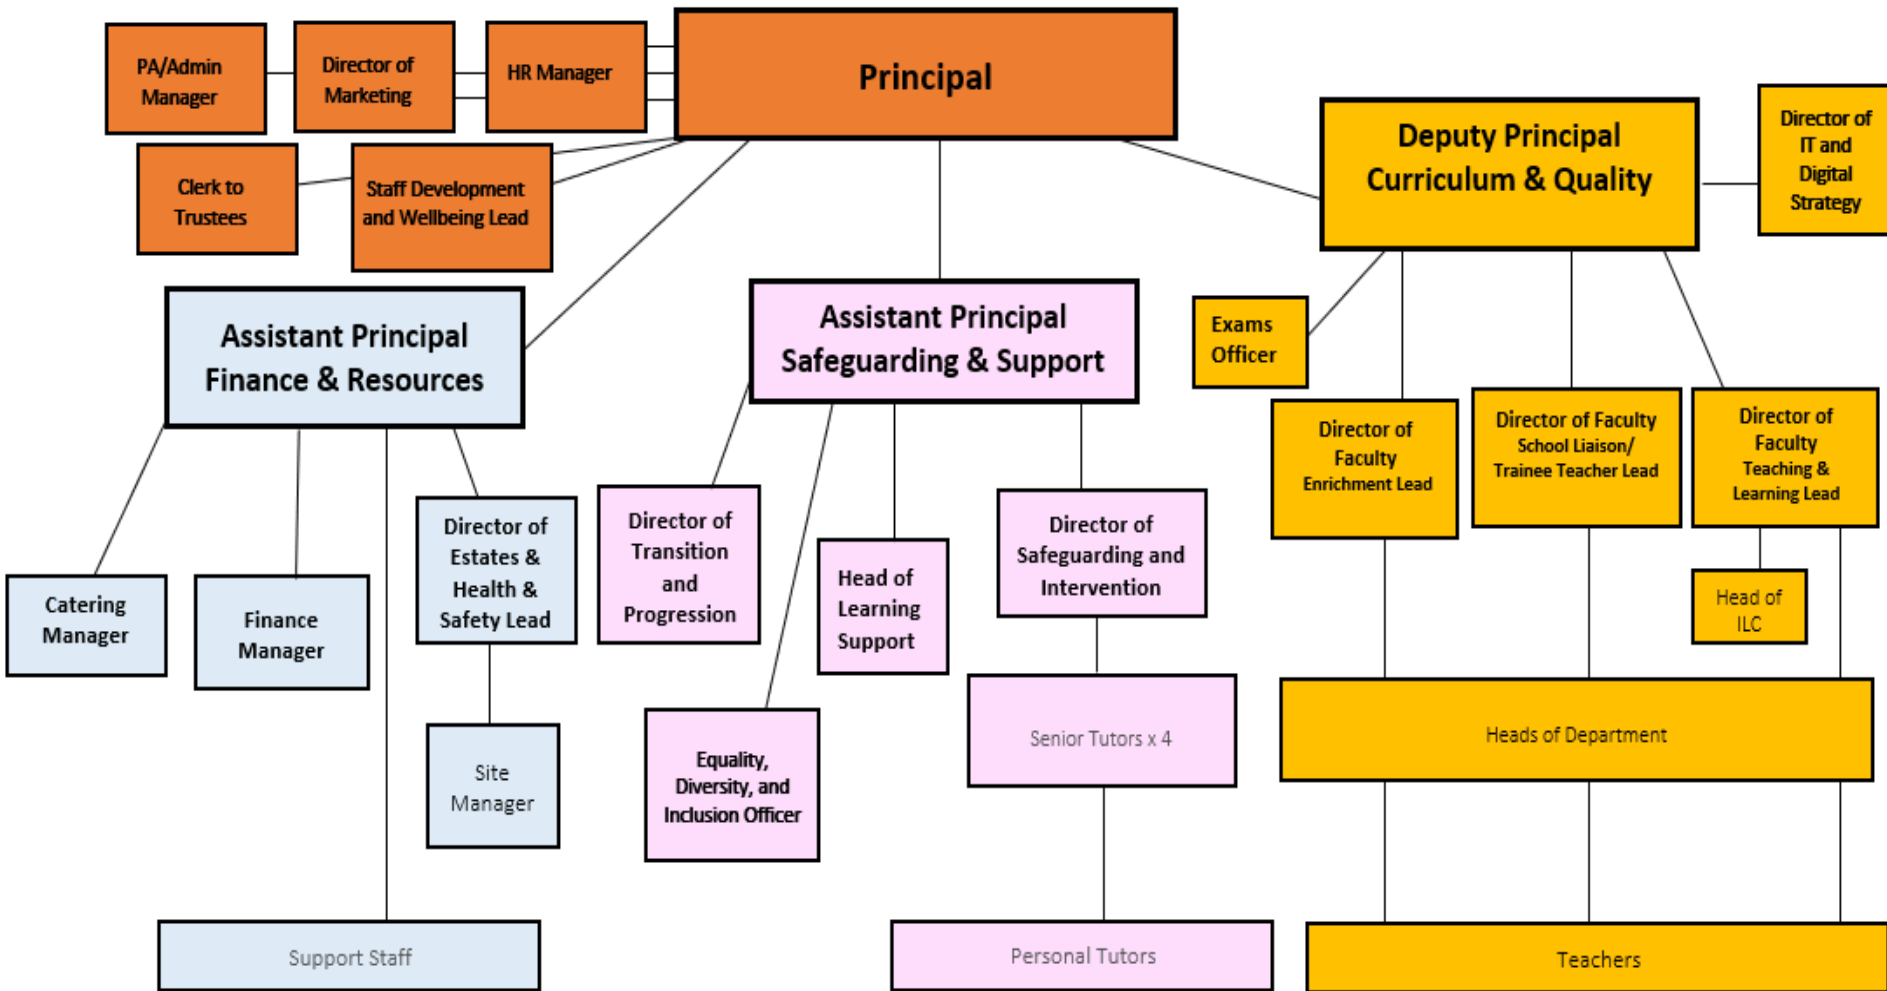 PA/Admin
Manager
Director of
Marketing
HR Manager
Principal
Clerk to
Trustees
Staff Development
and Wellbeing Lead
Deputy Principal
Curriculum & Quality
Director of
IT and
Digital
Strategy
Assistant Principal
Finance & Resources
Assistant Principal
Safeguarding & Support
Exams
Officer
Director of
Faculty
Enrichment Lead
Director of Faculty
School Liaison/
Trainee Teacher Lead
Director of
Faculty
Teaching &
Learning Lead
Catering
Manager
Finance
Manager
Director of
Estates &
Health &
Safety Lead
Director of
Transition
and
Progression
Head of
Learning
Support
Director of
Safeguarding and
Intervention
Head of
ILC
Site
Manager
Equality,
Diversity, and
Inclusion Officer
Senior Tutors x 4
Heads of Department
Support Staff
Personal Tutors
Teachers